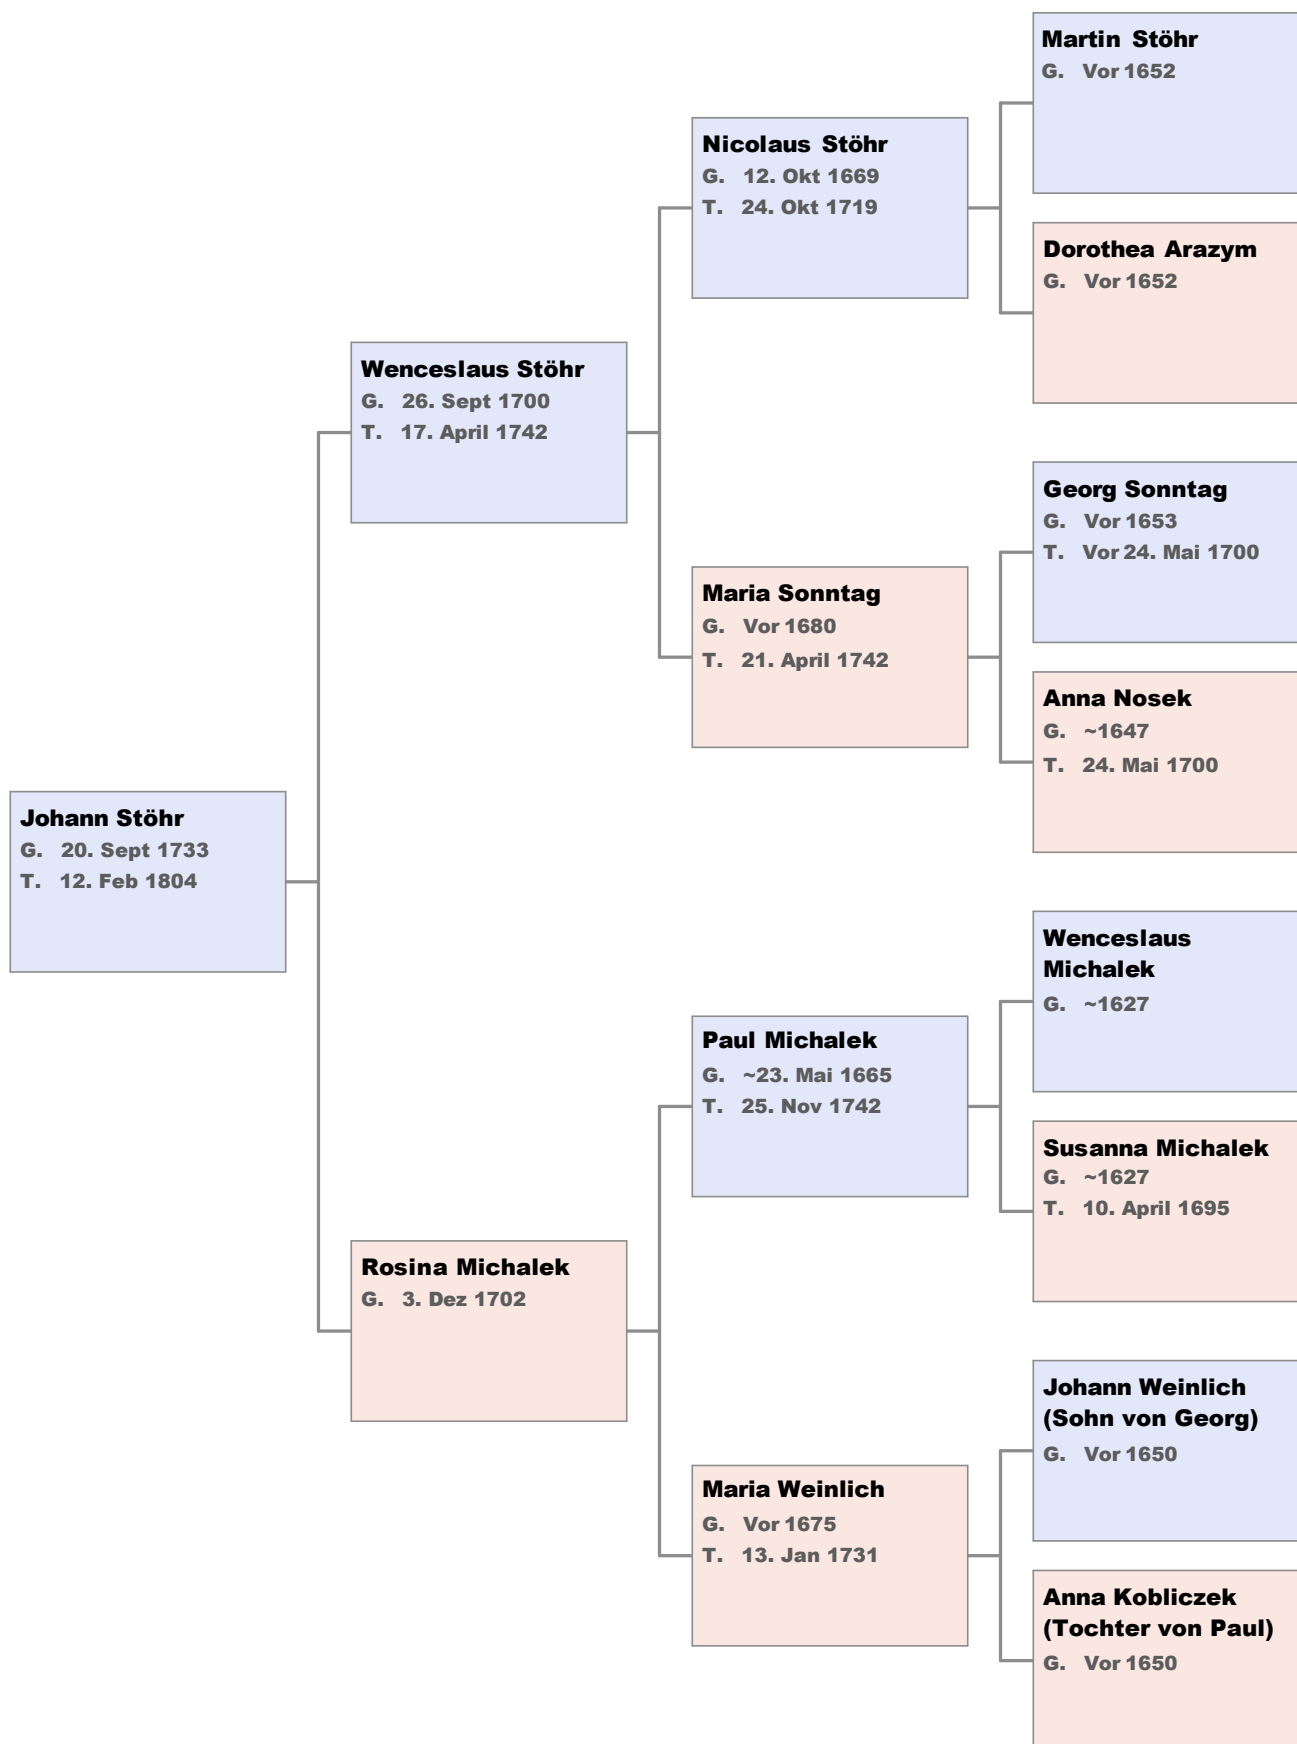 Martin Stöhr
G. Vor 1652
Nicolaus Stöhr
G. 12. Okt 1669
T. 24. Okt 1719
Dorothea Arazym
G. Vor 1652
Wenceslaus Stöhr
G. 26. Sept 1700
T. 17. April 1742
Georg Sonntag
G. Vor 1653
T. Vor 24. Mai 1700
Maria Sonntag
G. Vor 1680
T. 21. April 1742
Anna Nosek
G. ~1647
T. 24. Mai 1700
Johann Stöhr
G. 20. Sept 1733
T. 12. Feb 1804
Wenceslaus
Michalek
G. ~1627
Paul Michalek
G. ~23. Mai 1665
T. 25. Nov 1742
Susanna Michalek
G. ~1627
T. 10. April 1695
Rosina Michalek
G. 3. Dez 1702
Johann Weinlich
(Sohn von Georg)
G. Vor 1650
Maria Weinlich
G. Vor 1675
T. 13. Jan 1731
Anna Kobliczek
(Tochter von Paul)
G. Vor 1650